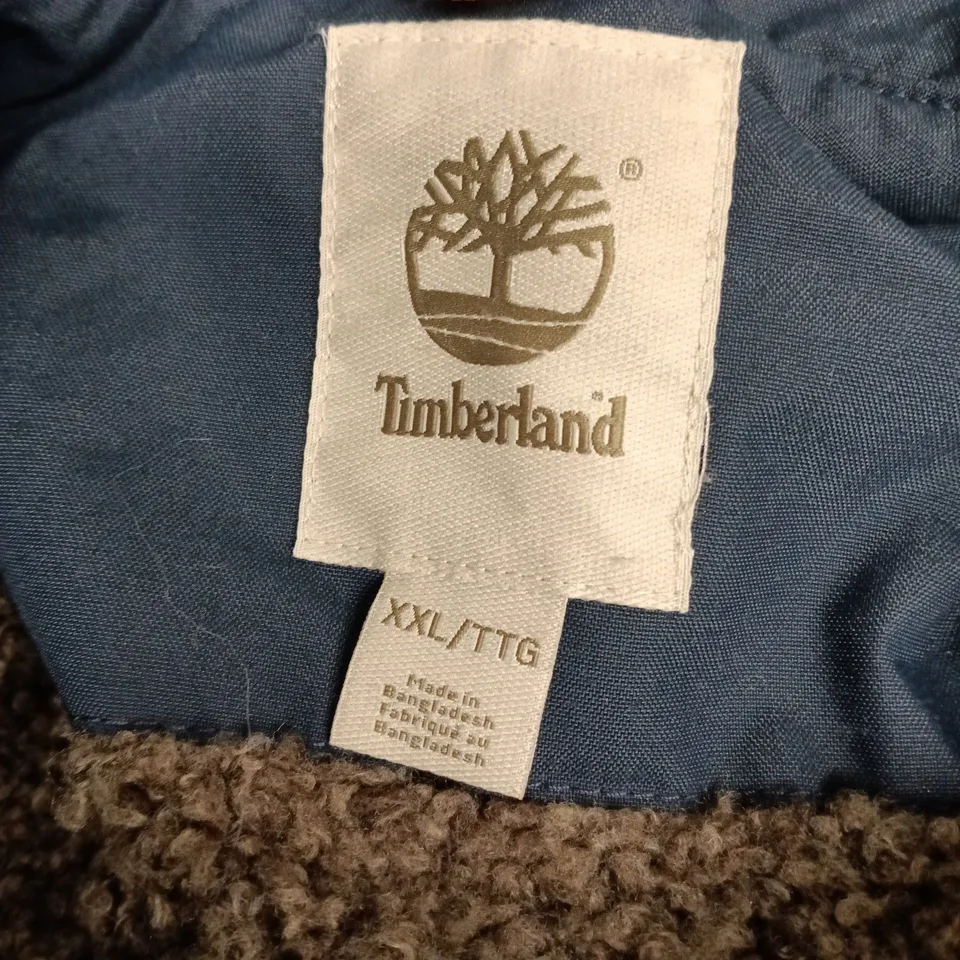 ®
Timberland®
XXL/TTG
Made in
Bangladesh
Fabriqué au
Bangladesh